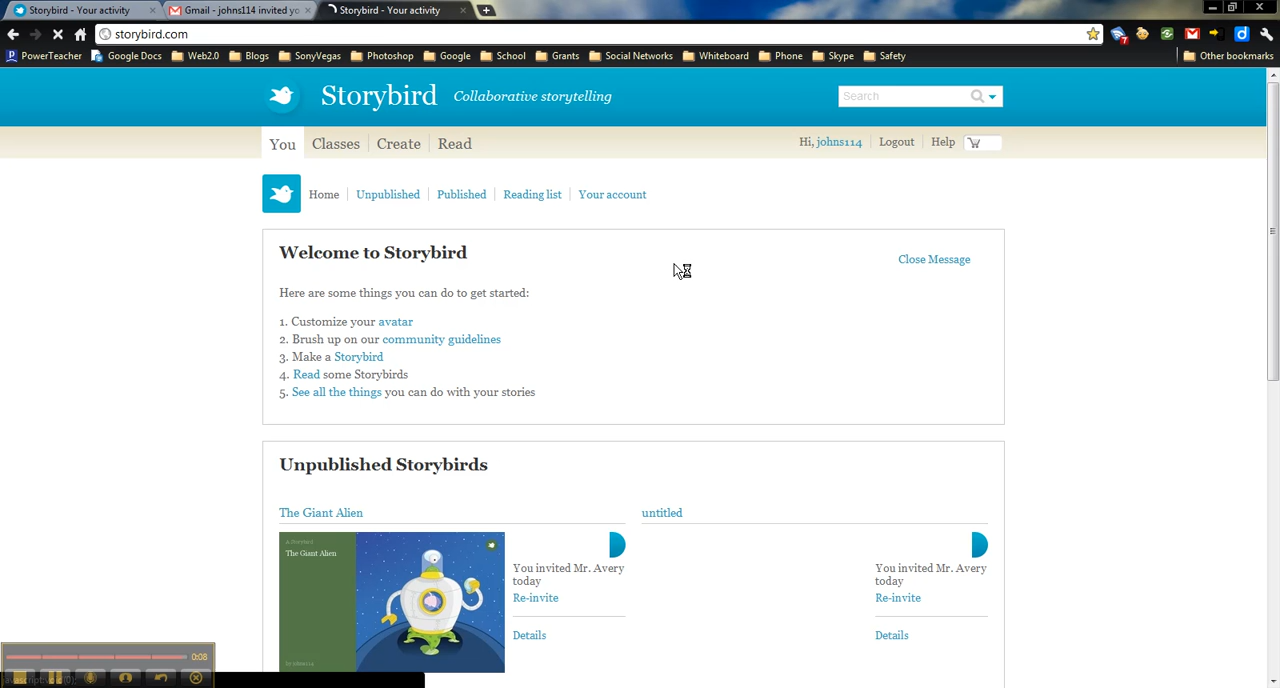 Storybird - Your activity
Gmail - johns114 invited yo
Storybird - Your activity
storybird.com
PowerTeacher
Google Docs
Web2.0
Blogs
SonyVegas
Photoshop
Google
School
Grants
Social Networks
Whiteboard
Phone
Skype
Safety
Other bookmarks
Storybird
Collaborative storytelling
Search
You
Classes
Create
Read
Hi, johns114
Logout
Help
Home
Unpublished
Published
Reading list
Your account
Welcome to Storybird
Close Message
Here are some things you can do to get started:
1. Customize your avatar
2. Brush up on our community guidelines
3. Make a Storybird
4. Read some Storybirds
5. See all the things you can do with your stories
Unpublished Storybirds
The Giant Alien
untitled
A Storybird
The Giant Alien
by johns114
You invited Mr. Avery
today
Re-invite
Details
You invited Mr. Avery
today
Re-invite
Details
0:08
javascript:void(0);